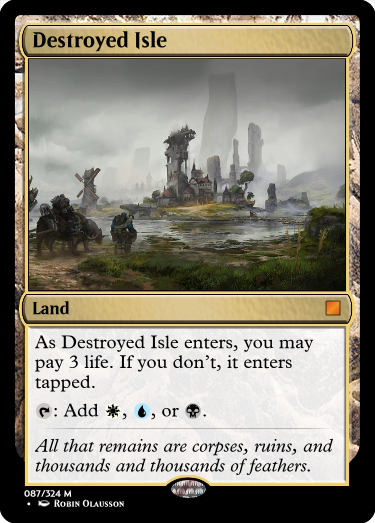 Destroyed Isle
Land
As Destroyed Isle enters, you may
pay 3 life. If you don't, it enters
tapped.
: Add , , or .
All that remains are corpses, ruins, and
thousands and thousands of feathers.
087/324 M
• Robin Olausson